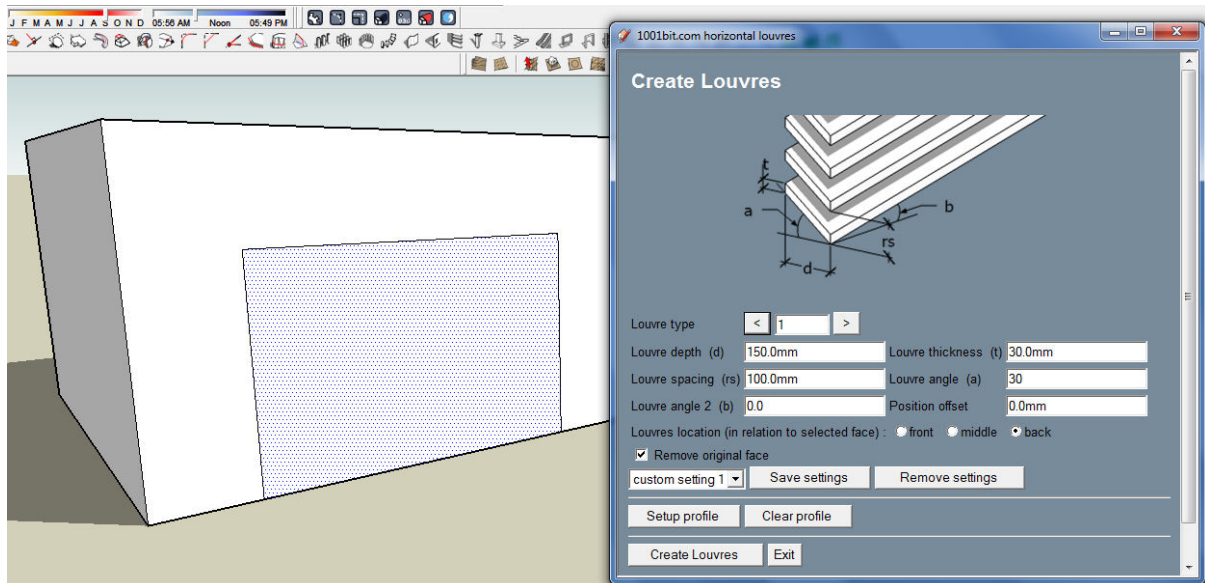 J F M A M J J A S O N D 05:56 AM Noon 05:49 PM
1001bit.com horizontal louvres
Create Louvres
t
a
b
rs
d
Louvre type < 1 >
Louvre depth (d) 150.0mm Louvre thickness (t) 30.0mm
Louvre spacing (rs) 100.0mm Louvre angle (a) 30
Louvre angle 2 (b) 0.0 Position offset 0.0mm
Louvres location (in relation to selected face) : front middle back
Remove original face
custom setting 1 Save settings Remove settings
Setup profile Clear profile
Create Louvres Exit